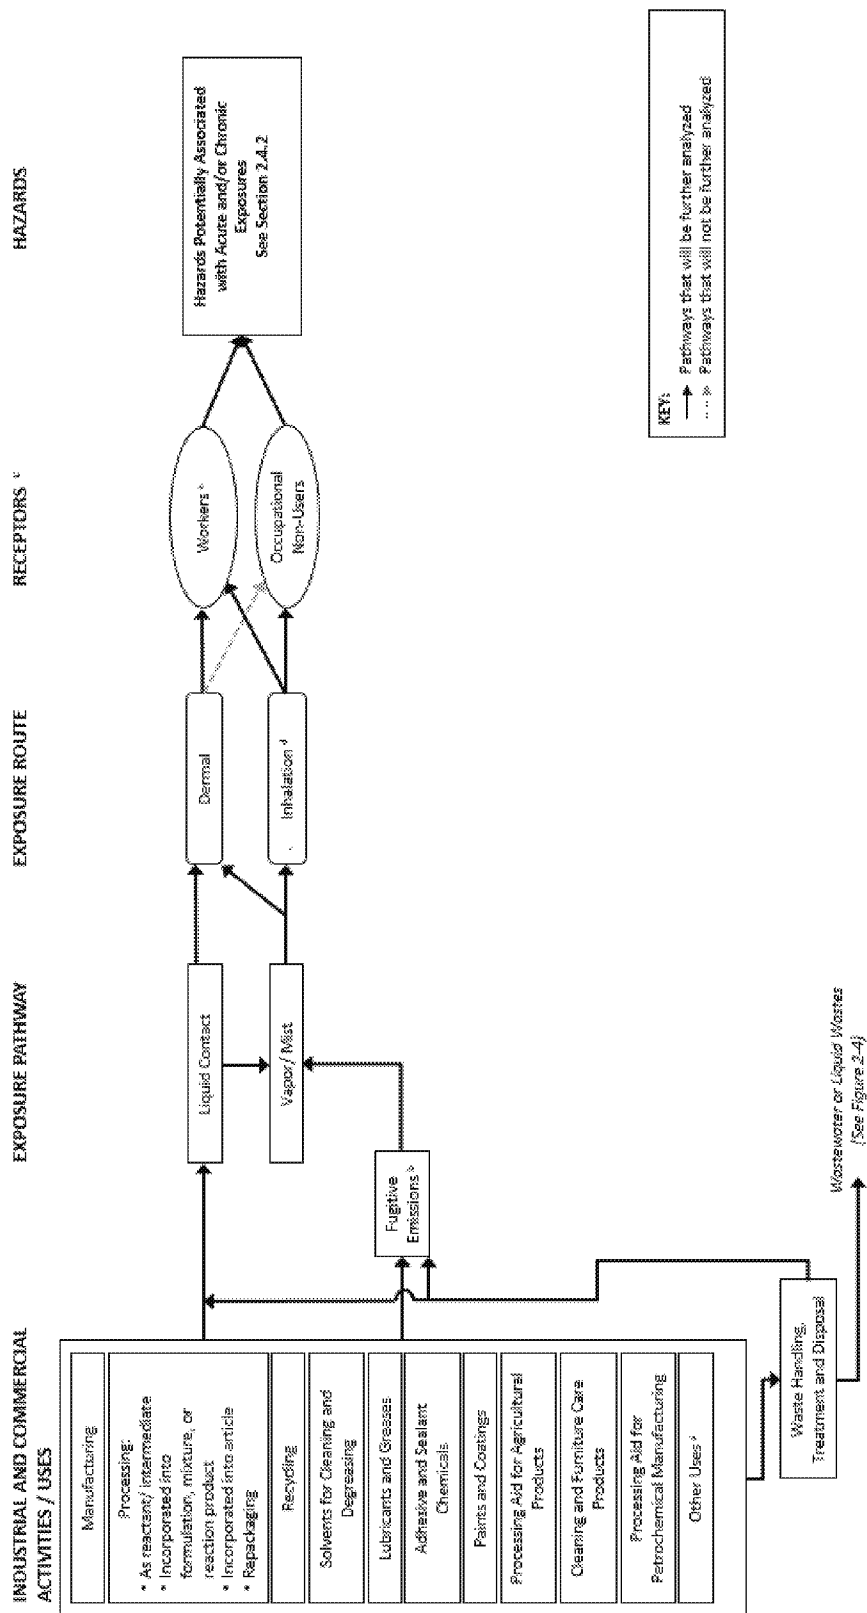 INDUSTRIAL AND COMMERCIAL
ACTIVITIES / USES
EXPOSURE PATHWAY
EXPOSURE ROUTE
RECEPTORS
HAZARDS
Manufacturing
Processing:
• As reactant/ intermediate
• Incorporated into
formulation, mixture, or
reaction product
• Incorporated into article
• Repackaging
Recycling
Solvents for Cleaning and
Degreasing
Lubricants and Greases
Adhesive and Sealant
Chemicals
Paints and Coatings
Processing Aid for Agricultural
Products
Cleaning and Furniture Care
Products
Processing Aid for
Petrochemical Manufacturing
Other Uses
Waste Handling,
Treatment and Disposal
Wastewater or Liquid Wastes
(See Figure 2-4)
Fugitive
Emissions
Liquid Contact
Vapor/ Mist
Dermal
Inhalation
Workers
Occupational
Non-Users
Hazards Potentially Associated
with Acute and/or Chronic
Exposures
See Section 2.4.2
KEY:
Pathways that will be further analyzed
Pathways that will not be further analyzed